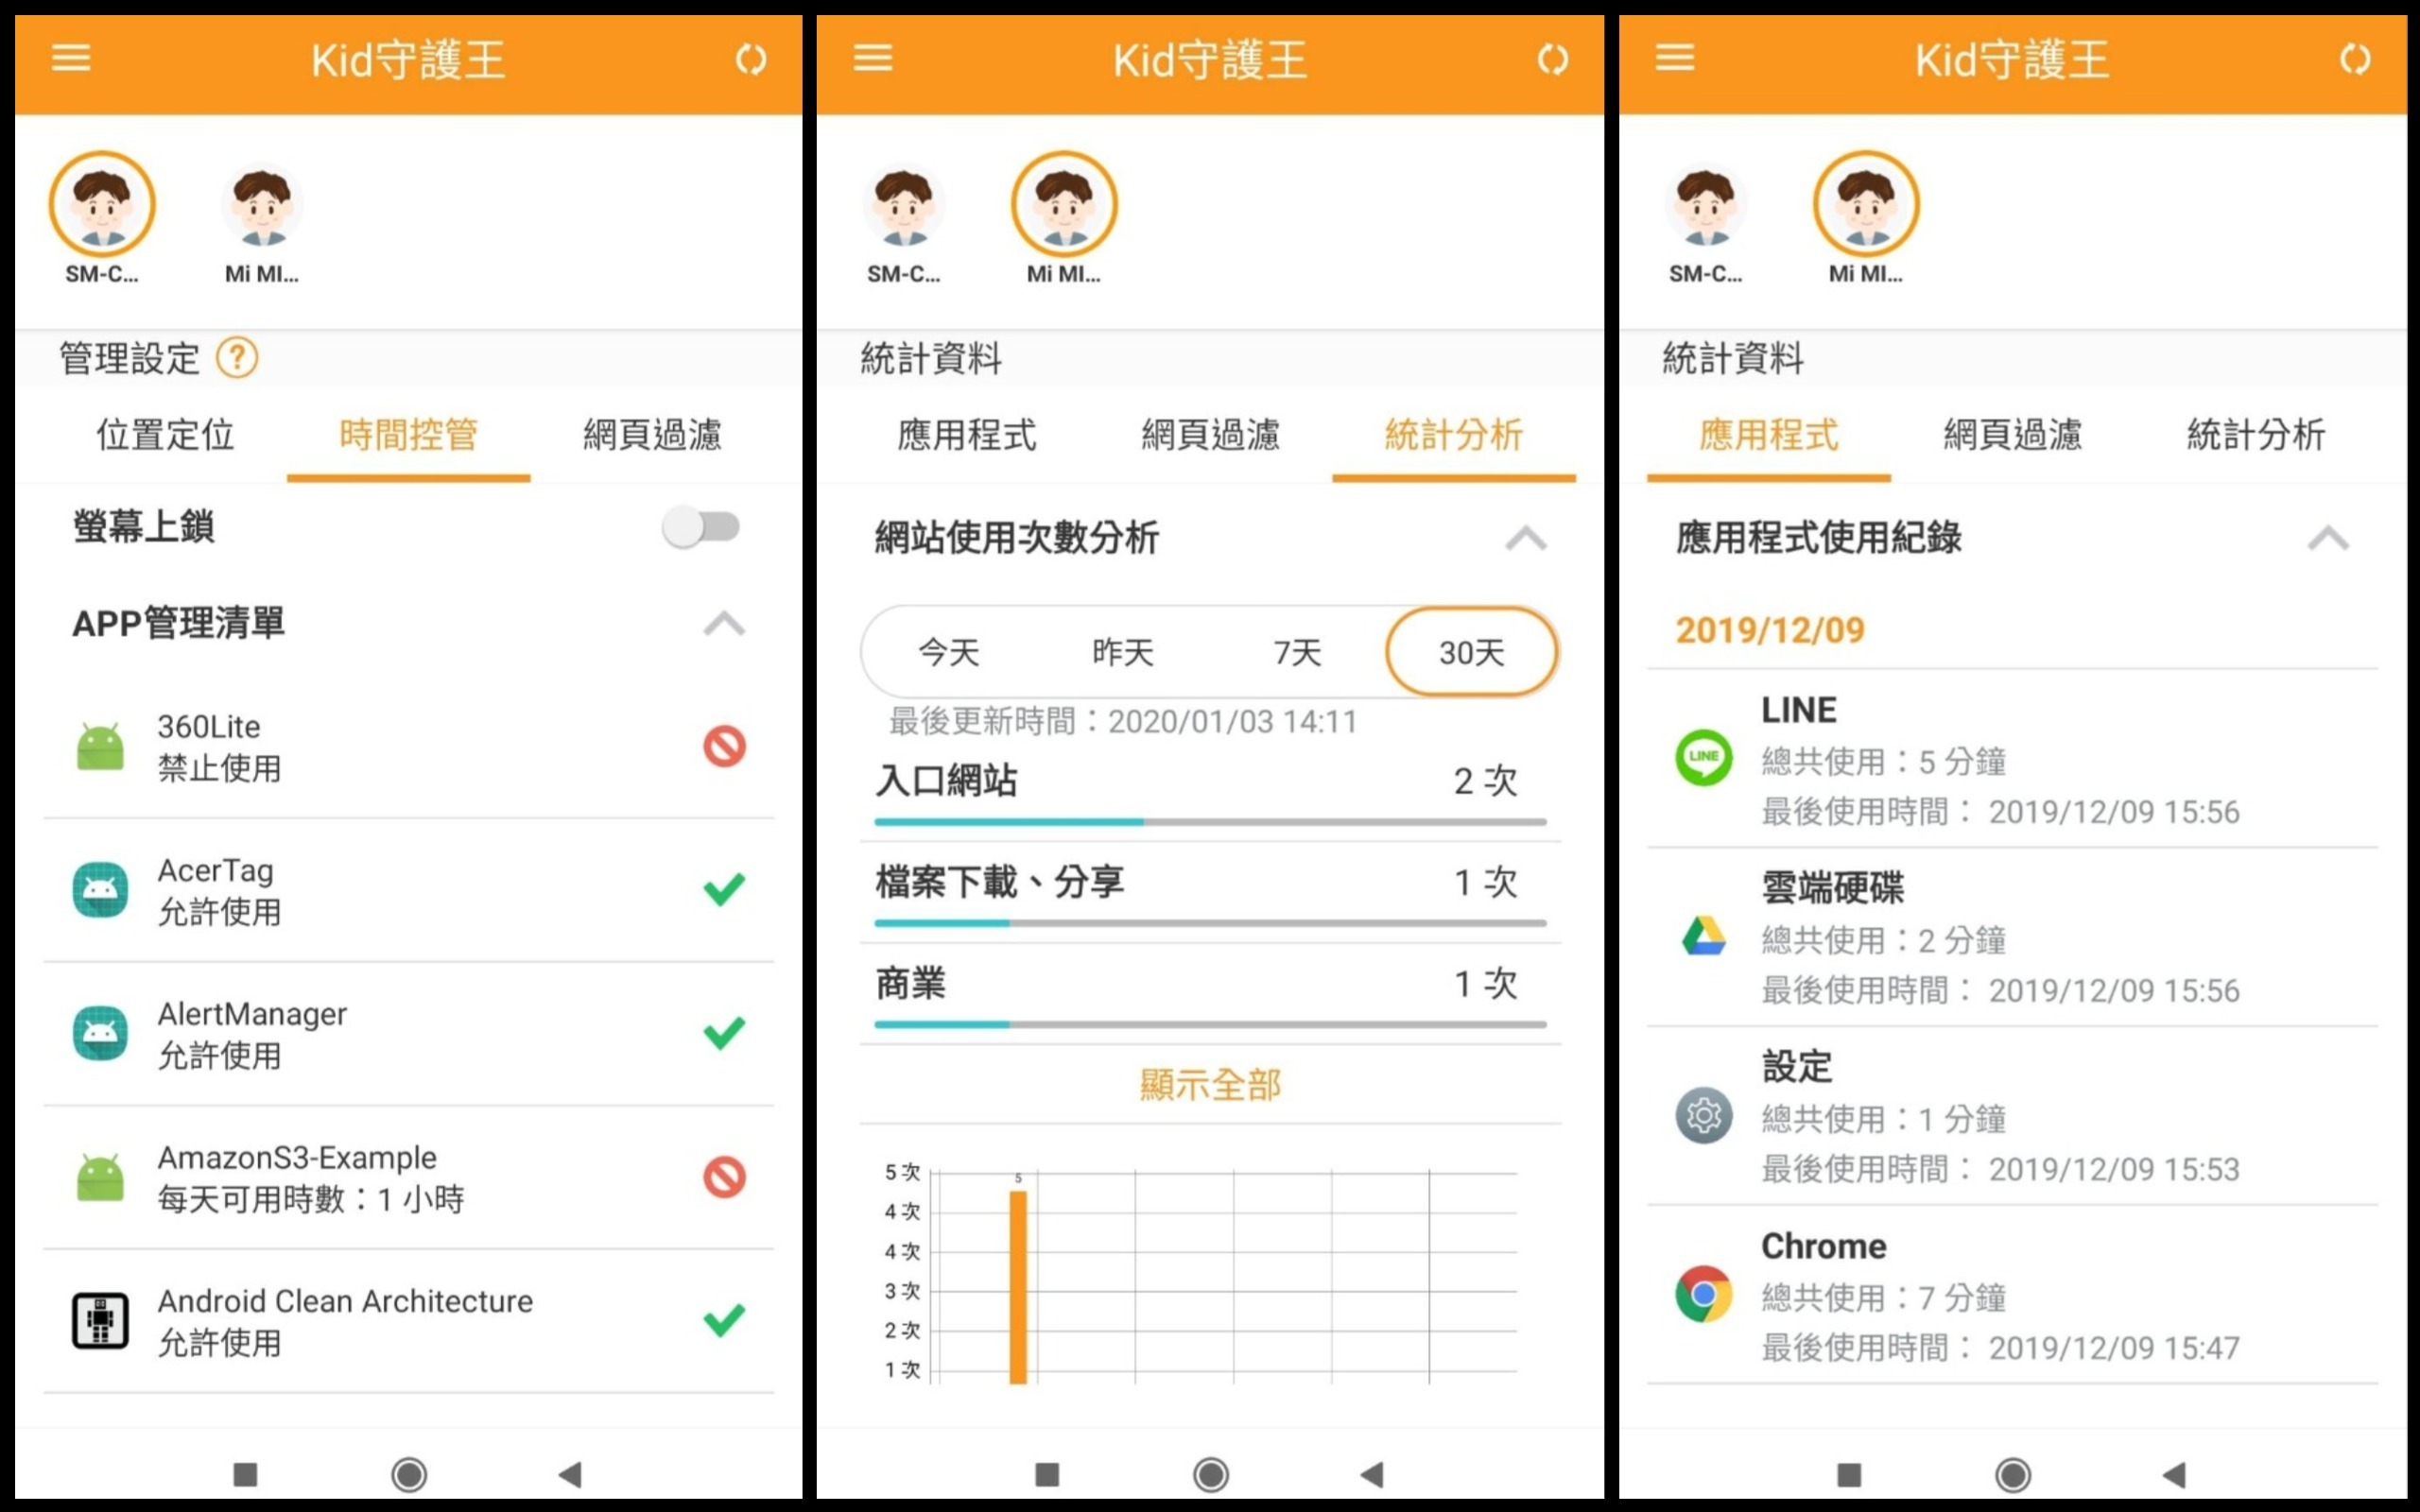 Kid守護王
SM-C...
Mi MI...
管理設定 ?
位置定位 時間控管 網頁過濾
螢幕上鎖
APP管理清單
360Lite
禁止使用
AcerTag
允許使用
AlertManager
允許使用
AmazonS3-Example
每天可用時數：1 小時
Android Clean Architecture
允許使用
Kid守護王
SM-C...
Mi MI...
統計資料
應用程式 網頁過濾 統計分析
網站使用次數分析
今天 昨天 7天 30天
最後更新時間：2020/01/03 14:11
入口網站 2 次
檔案下載、分享 1 次
商業 1 次
顯示全部
5 次
5
4 次
4 次
3 次
2 次
1 次
Kid守護王
SM-C...
Mi MI...
統計資料
應用程式 網頁過濾 統計分析
應用程式使用紀錄
2019/12/09
LINE
LINE
總共使用：5 分鐘
最後使用時間： 2019/12/09 15:56
雲端硬碟
總共使用：2 分鐘
最後使用時間： 2019/12/09 15:56
設定
總共使用：1 分鐘
最後使用時間： 2019/12/09 15:53
Chrome
總共使用：7 分鐘
最後使用時間： 2019/12/09 15:47